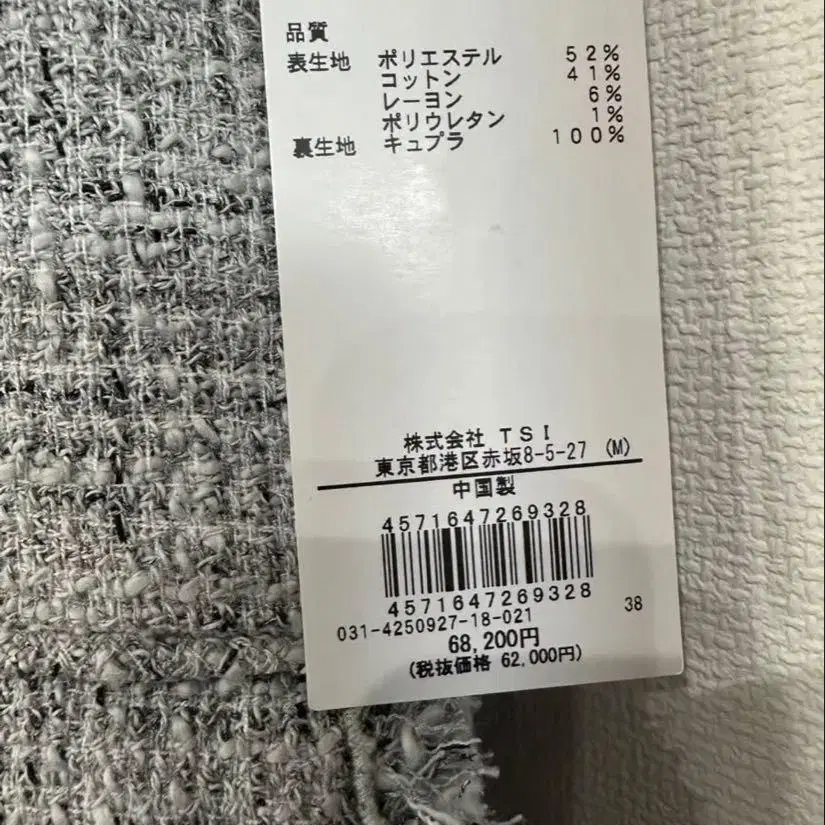 品質
表生地 ポリエステル 52%
コットン 41%
レーヨン 6%
ポリウレタン 1%
裏生地 キュプラ 100%
株式会社 TSI
東京都港区赤坂8-5-27 (M)
中国製
4571647269328
4571647269328
031-4250927-18-021 38
68,200円
(税抜価格 62,000円)